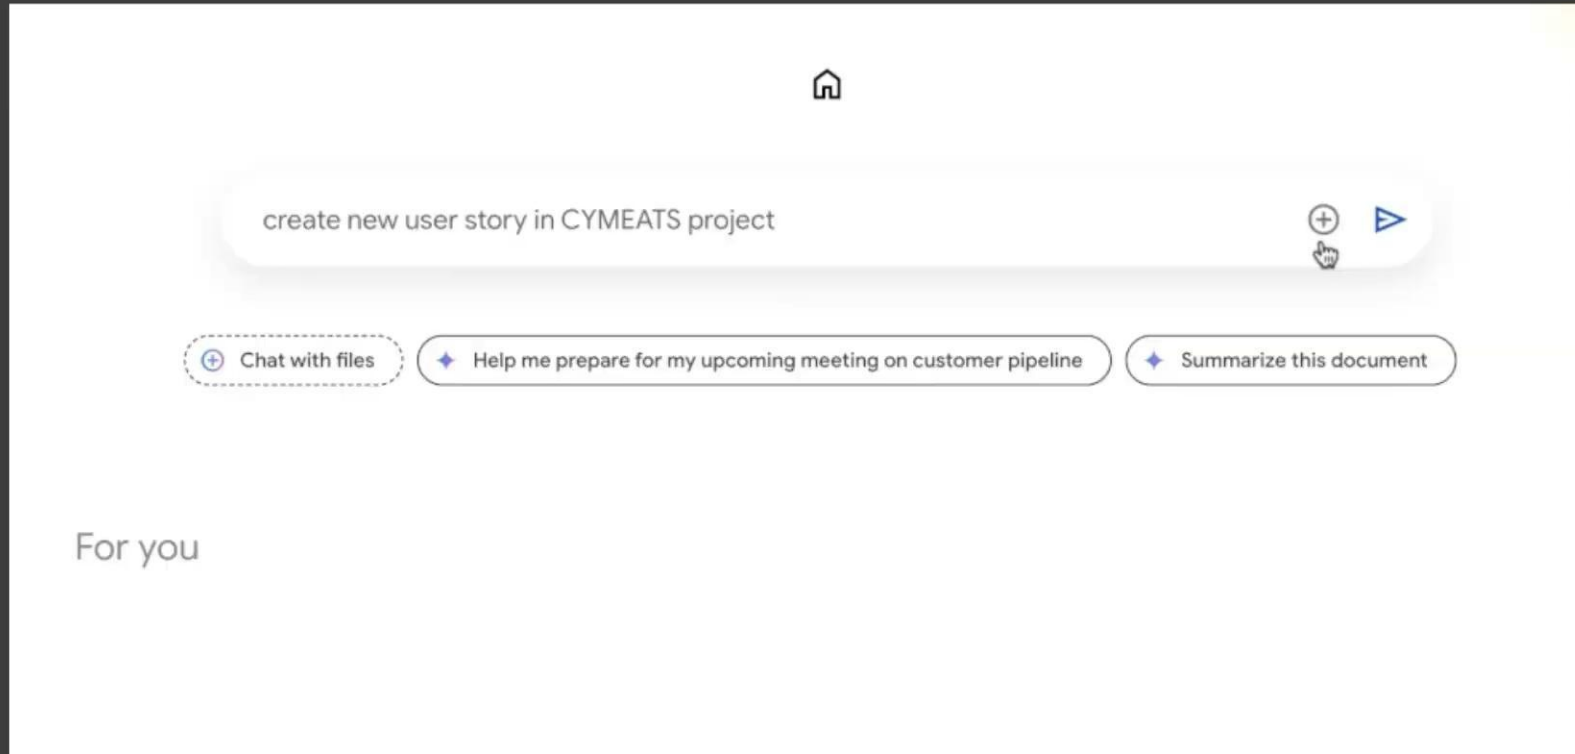 create new user story in CYMEATS project
Chat with files
Help me prepare for my upcoming meeting on customer pipeline
Summarize this document
For you